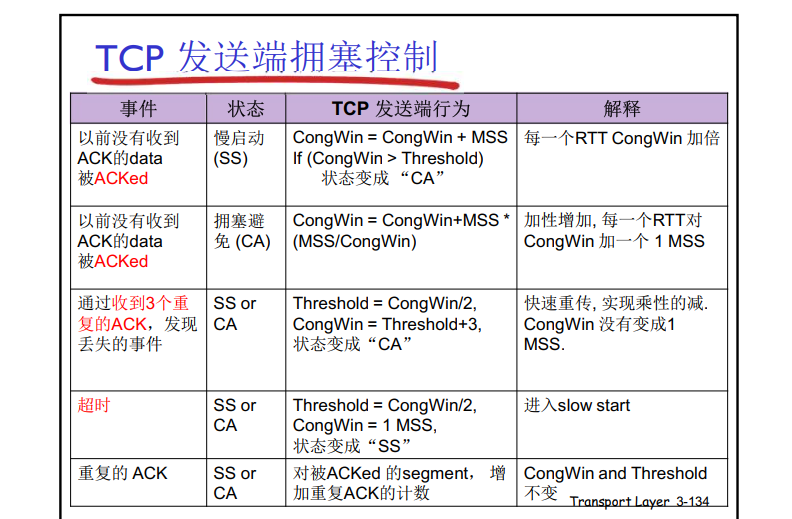 TCP 发送端拥塞控制
事件 状态 TCP 发送端行为 解释
以前没有收到
ACK的data
被ACKed
慢启动
(SS)
CongWin = CongWin + MSS
If (CongWin > Threshold)
状态变成 “CA”
每一个RTT CongWin 加倍
以前没有收到
ACK的data
被ACKed
拥塞避
免 (CA)
CongWin = CongWin+MSS *
(MSS/CongWin)
加性增加, 每一个RTT对
CongWin 加一个 1 MSS
通过收到3个重
复的ACK，发现
丢失的事件
SS or
CA
Threshold = CongWin/2,
CongWin = Threshold+3,
状态变成“CA”
快速重传, 实现乘性的减.
CongWin 没有变成1
MSS.
超时
SS or
CA
Threshold = CongWin/2,
CongWin = 1 MSS,
状态变成“SS”
进入slow start
重复的 ACK
SS or
CA
对被ACKed 的segment， 增
加重复ACK的计数
CongWin and Threshold
不变
Transport Layer 3-134